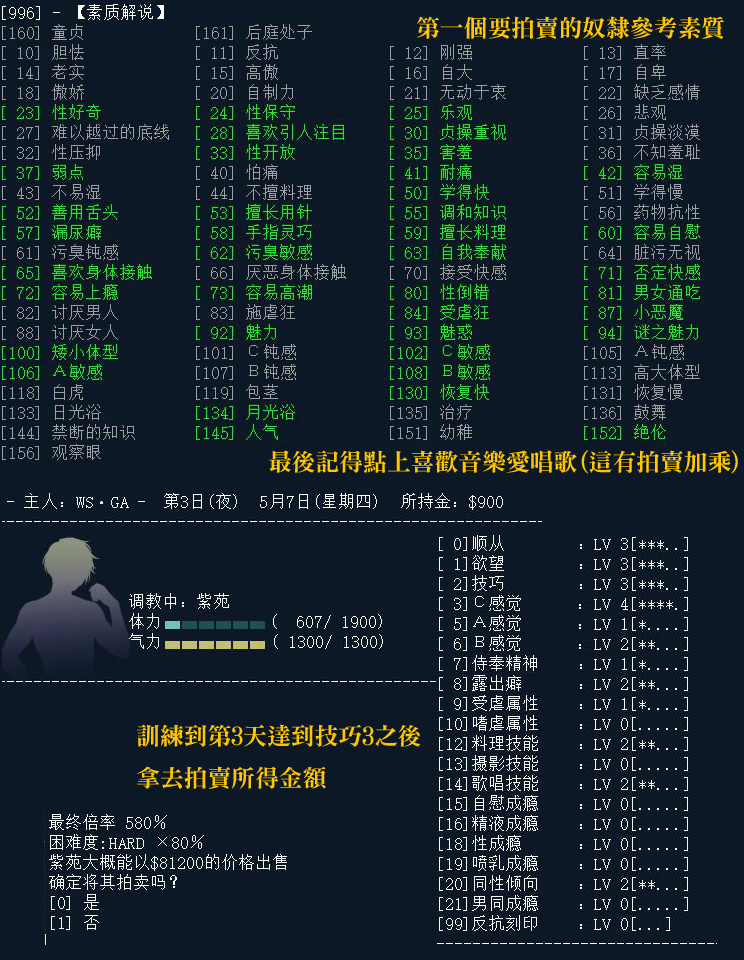 [996] - 【素质解说】
第一個要拍賣的奴隸參考素質
[160] 童贞 [161] 后庭处子
[ 10] 胆怯 [ 11] 反抗 [ 12] 刚强 [ 13] 直率
[ 14] 老实 [ 15] 高傲 [ 16] 自大 [ 17] 自卑
[ 18] 傲娇 [ 20] 自制力 [ 21] 无动于衷 [ 22] 缺乏感情
[ 23] 性好奇 [ 24] 性保守 [ 25] 乐观 [ 26] 悲观
[ 27] 难以越过的底线 [ 28] 喜欢引人注目 [ 30] 贞操重视 [ 31] 贞操淡漠
[ 32] 性压抑 [ 33] 性开放 [ 35] 害羞 [ 36] 不知羞耻
[ 37] 弱点 [ 40] 怕痛 [ 41] 耐痛 [ 42] 容易湿
[ 43] 不易湿 [ 44] 不擅料理 [ 50] 学得快 [ 51] 学得慢
[ 52] 善用舌头 [ 53] 擅长用针 [ 55] 调和知识 [ 56] 药物抗性
[ 57] 漏尿癖 [ 58] 手指灵巧 [ 59] 擅长料理 [ 60] 容易自慰
[ 61] 污臭钝感 [ 62] 污臭敏感 [ 63] 自我奉献 [ 64] 脏污无视
[ 65] 喜欢身体接触 [ 66] 厌恶身体接触 [ 70] 接受快感 [ 71] 否定快感
[ 72] 容易上瘾 [ 73] 容易高潮 [ 80] 性倒错 [ 81] 男女通吃
[ 82] 讨厌男人 [ 83] 施虐狂 [ 84] 受虐狂 [ 87] 小恶魔
[ 88] 讨厌女人 [ 92] 魅力 [ 93] 魅惑 [ 94] 谜之魅力
[100] 矮小体型 [101] Ｃ钝感 [102] Ｃ敏感 [105] Ａ钝感
[106] Ａ敏感 [107] Ｂ钝感 [108] Ｂ敏感 [113] 高大体型
[118] 白虎 [119] 包茎 [130] 恢复快 [131] 恢复慢
[133] 日光浴 [134] 月光浴 [135] 治疗 [136] 鼓舞
[144] 禁断的知识 [145] 人气 [151] 幼稚 [152] 绝伦
[156] 观察眼
最後記得點上喜歡音樂愛唱歌(這有拍賣加乘)
- 主人：WS·GA - 第3日(夜) 5月7日(星期四) 所持金：$900
调教中：紫苑
体力 ( 607/ 1900)
气力 ( 1300/ 1300)
[ 0]顺从 ：LV 3[***..]
[ 1]欲望 ：LV 3[***..]
[ 2]技巧 ：LV 3[***..]
[ 3]Ｃ感觉 ：LV 4[****.]
[ 5]Ａ感觉 ：LV 1[*....]
[ 6]Ｂ感觉 ：LV 2[**...]
[ 7]侍奉精神 ：LV 1[*....]
[ 8]露出癖 ：LV 2[**...]
[ 9]受虐属性 ：LV 1[*....]
[10]嗜虐属性 ：LV 0[.....]
[12]料理技能 ：LV 2[**...]
[13]摄影技能 ：LV 0[.....]
[14]歌唱技能 ：LV 2[**...]
[15]自慰成瘾 ：LV 0[.....]
[16]精液成瘾 ：LV 0[.....]
[18]性成瘾 ：LV 0[.....]
[19]喷乳成瘾 ：LV 0[.....]
[20]同性倾向 ：LV 2[**...]
[21]男同成瘾 ：LV 0[.....]
[99]反抗刻印 ：LV 0[...]
訓練到第3天達到技巧3之後
拿去拍賣所得金額
最终倍率 580％
困难度:HARD ×80％
紫苑大概能以$81200的价格出售
确定将其拍卖吗？
[0] 是
[1] 否